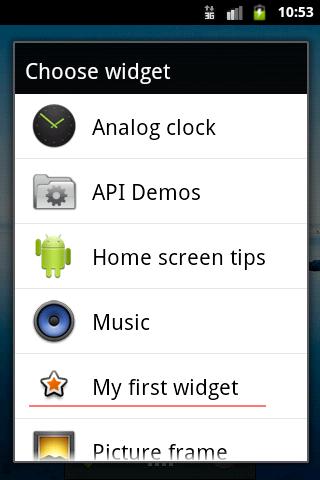 3G
10:53
Choose widget
Analog clock
API Demos
Home screen tips
Music
My first widget
Picture frame